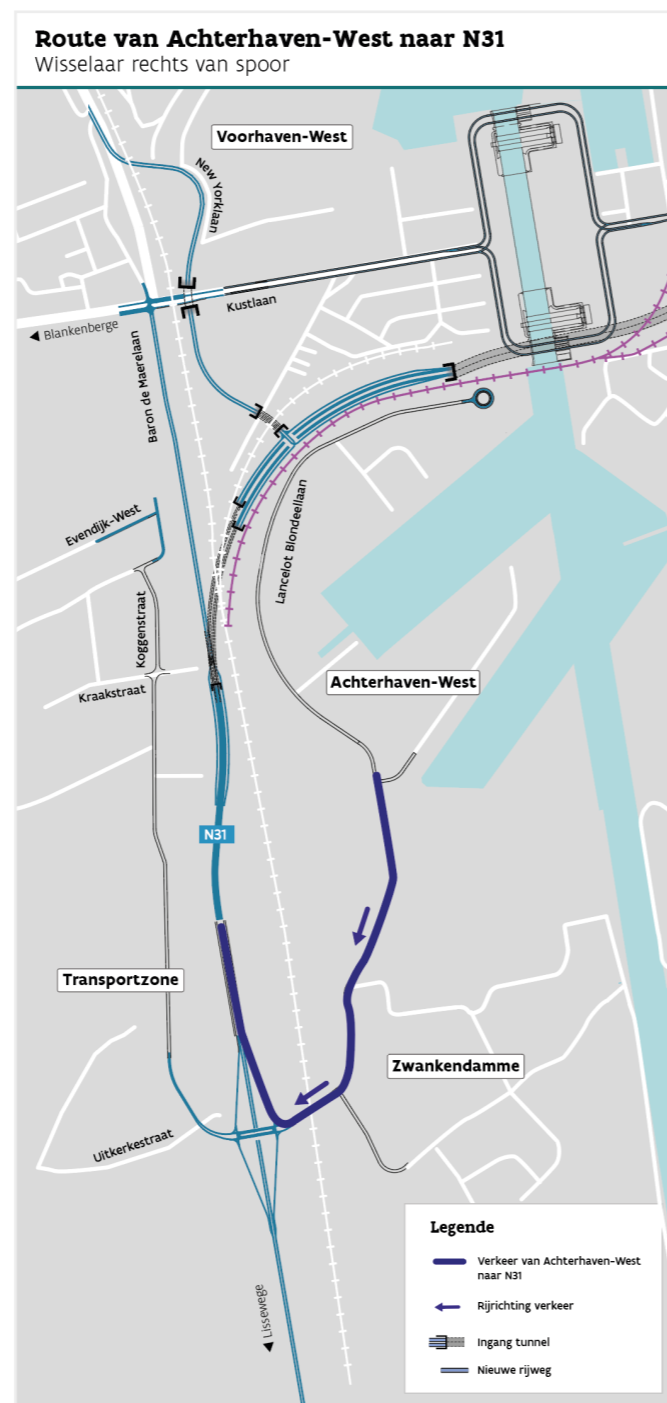 Route van Achterhaven-West naar N31
Wisselaar rechts van spoor
Voorhaven-West
New Yorklaan
Kustlaan
Blankenberge
Baron de Maerelaan
Evendijk-West
Lancelot Blondeellaan
Koggenstraat
Achterhaven-West
Kraakstraat
N31
Transportzone
Zwankendamme
Uitkerkestraat
Lissewege
Legende
Verkeer van Achterhaven-West
naar N31
Rijrichting verkeer
Ingang tunnel
Nieuwe rijweg